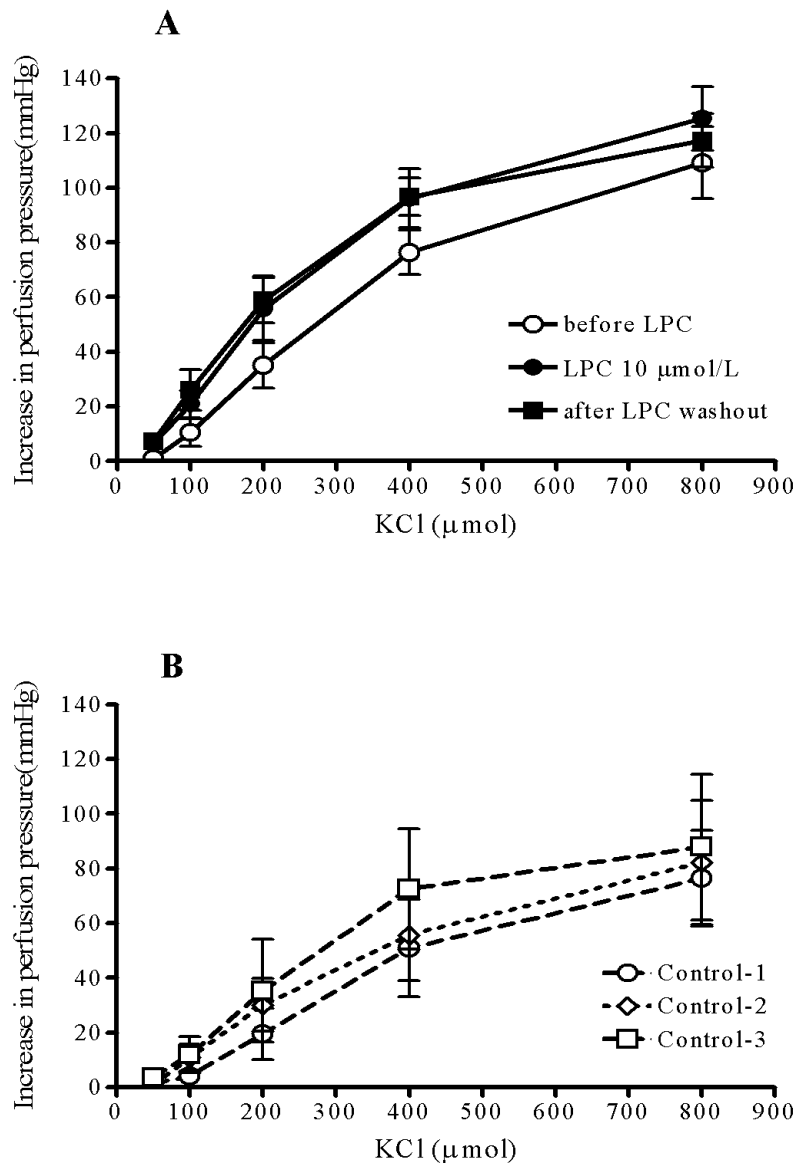 A
Increase in perfusion pressure(mmHg)
140
120
100
80
60
40
20
0
0 100 200 300 400 500 600 700 800 900
KCl (μmol)
before LPC
LPC 10 μmol/L
after LPC washout
B
Increase in perfusion pressure(mmHg)
140
120
100
80
60
40
20
0
0 100 200 300 400 500 600 700 800 900
KCl (μmol)
Control-1
Control-2
Control-3